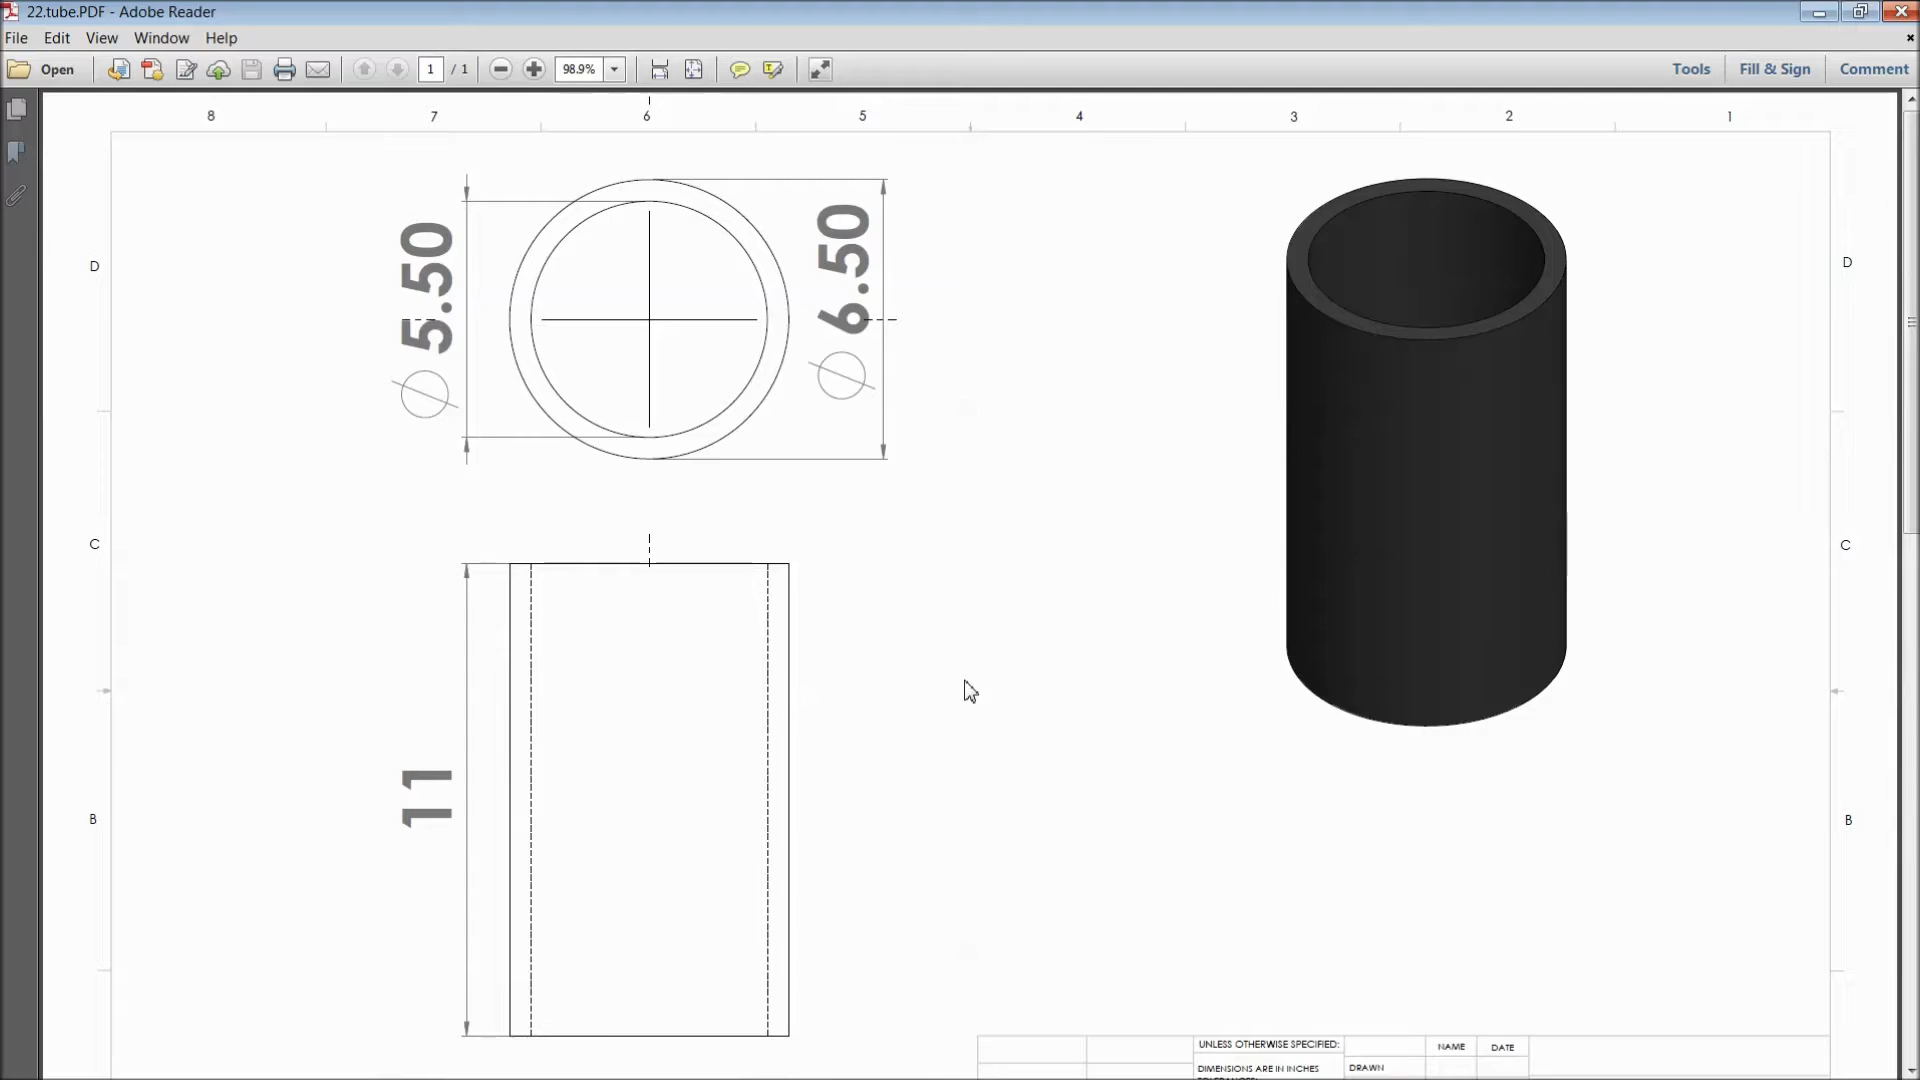 22.tube.PDF - Adobe Reader
File Edit View Window Help
Open 1 / 1 98.9% Tools Fill & Sign Comment
8 7 6 5 4 3 2 1
D D
5.50
6.50
C C
11
B B
UNLESS OTHERWISE SPECIFIED: NAME DATE
DIMENSIONS ARE IN INCHES DRAWN